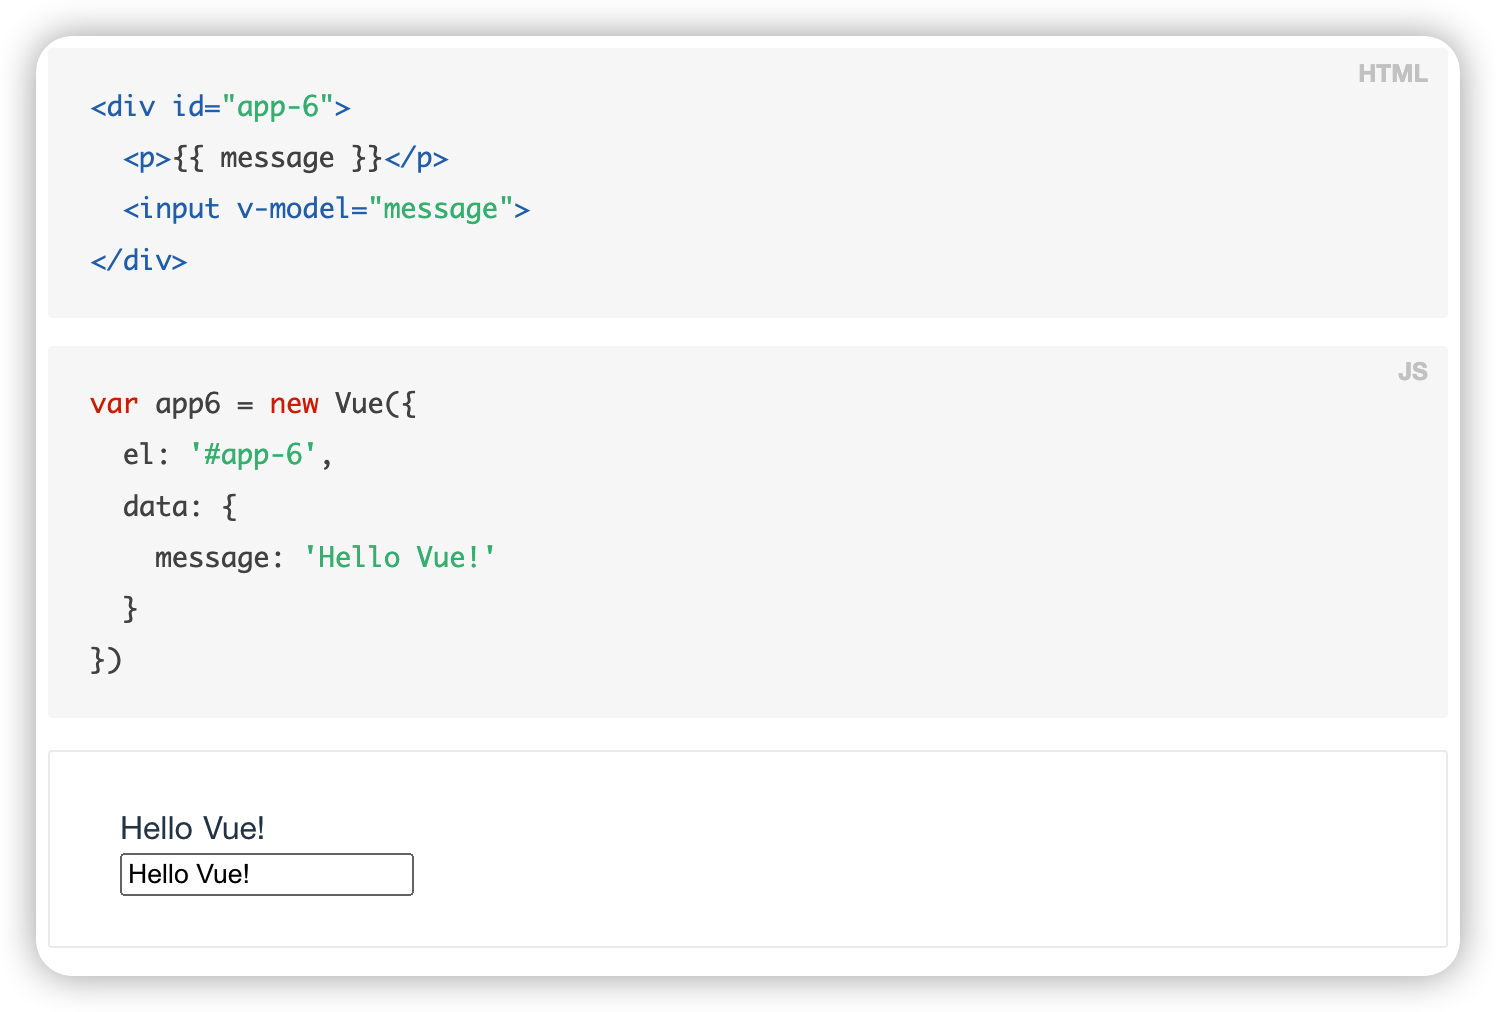 HTML
<div id="app-6">
  <p>{{ message }}</p>
  <input v-model="message">
</div>
JS
var app6 = new Vue({
  el: '#app-6',
  data: {
    message: 'Hello Vue!'
  }
})
Hello Vue!
Hello Vue!